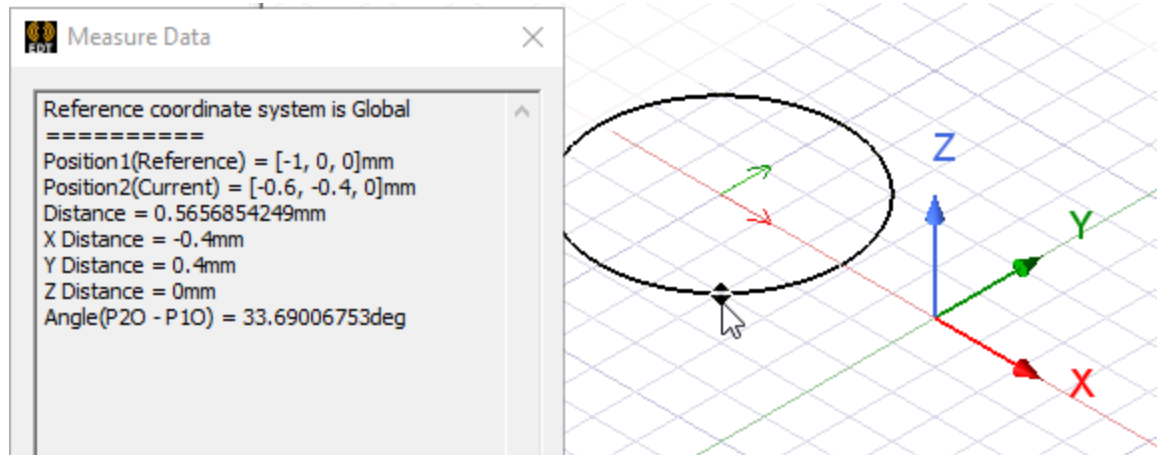 EDT
Measure Data
Reference coordinate system is Global
==========
Position1(Reference) = [-1, 0, 0]mm
Position2(Current) = [-0.6, -0.4, 0]mm
Distance = 0.5656854249mm
X Distance = -0.4mm
Y Distance = 0.4mm
Z Distance = 0mm
Angle(P2O - P1O) = 33.69006753deg
Z
Y
X